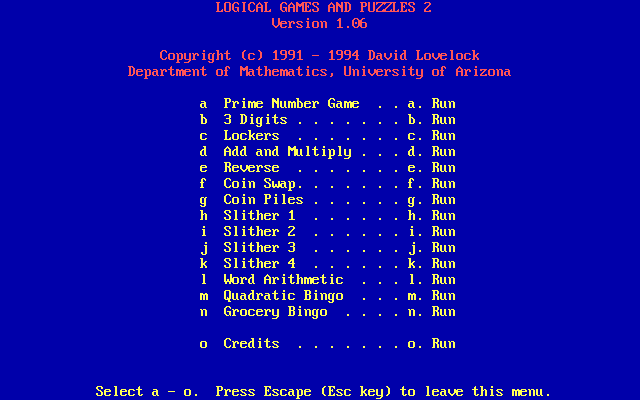 LOGICAL GAMES AND PUZZLES 2
Version 1.06
Copyright (c) 1991 - 1994 David Lovelock
Department of Mathematics, University of Arizona
a Prime Number Game . . a. Run
b 3 Digits . . . . . . . b. Run
c Lockers . . . . . . . c. Run
d Add and Multiply . . . d. Run
e Reverse . . . . . . . e. Run
f Coin Swap. . . . . . . f. Run
g Coin Piles . . . . . . g. Run
h Slither 1 . . . . . . h. Run
i Slither 2 . . . . . . i. Run
j Slither 3 . . . . . . j. Run
k Slither 4 . . . . . . k. Run
l Word Arithmetic . . . l. Run
m Quadratic Bingo . . . m. Run
n Grocery Bingo . . . . n. Run
o Credits . . . . . . . o. Run
Select a - o. Press Escape (Esc key) to leave this menu.